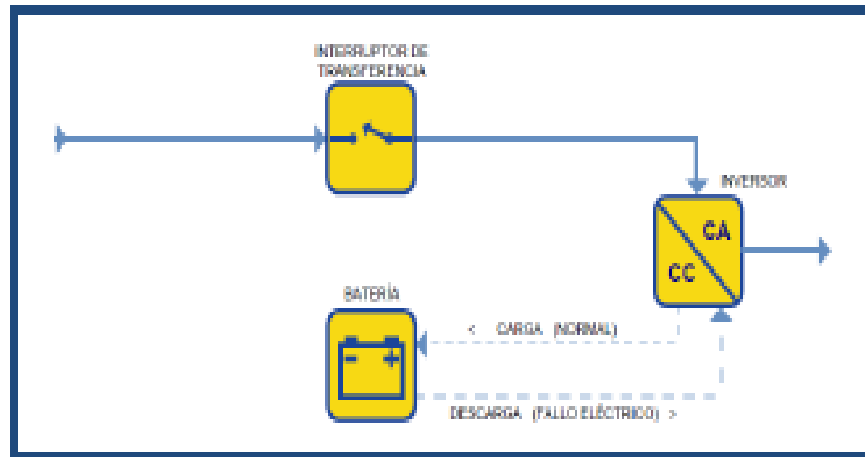 INTERRUPTOR DE
TRANSFERENCIA
INVERSOR
CA
CC
BATERÍA
< CARGA (NORMAL)
DESCARGA (FALLO ELÉCTRICO) >